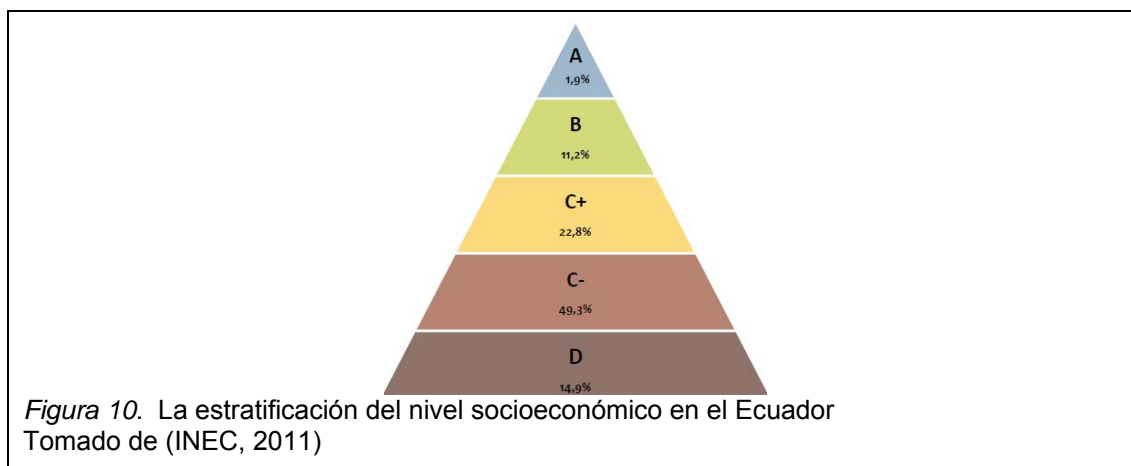 A
1,9%
B
11,2%
C+
22,8%
C-
49,3%
D
14,9%
Figura 10. La estratificación del nivel socioeconómico en el Ecuador
Tomado de (INEC, 2011)